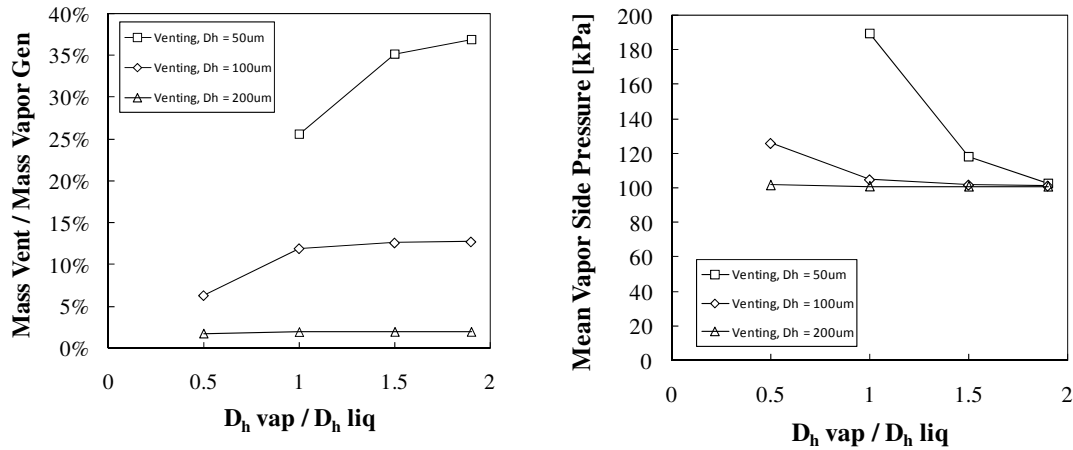 40%
35%
30%
25%
20%
15%
10%
5%
0%
Mass Vent / Mass Vapor Gen
Venting, Dh = 50um
Venting, Dh = 100um
Venting, Dh = 200um
0 0.5 1 1.5 2
Dh vap / Dh liq
200
180
160
140
120
100
80
60
40
20
0
Mean Vapor Side Pressure [kPa]
Venting, Dh = 50um
Venting, Dh = 100um
Venting, Dh = 200um
0 0.5 1 1.5 2
Dh vap / Dh liq